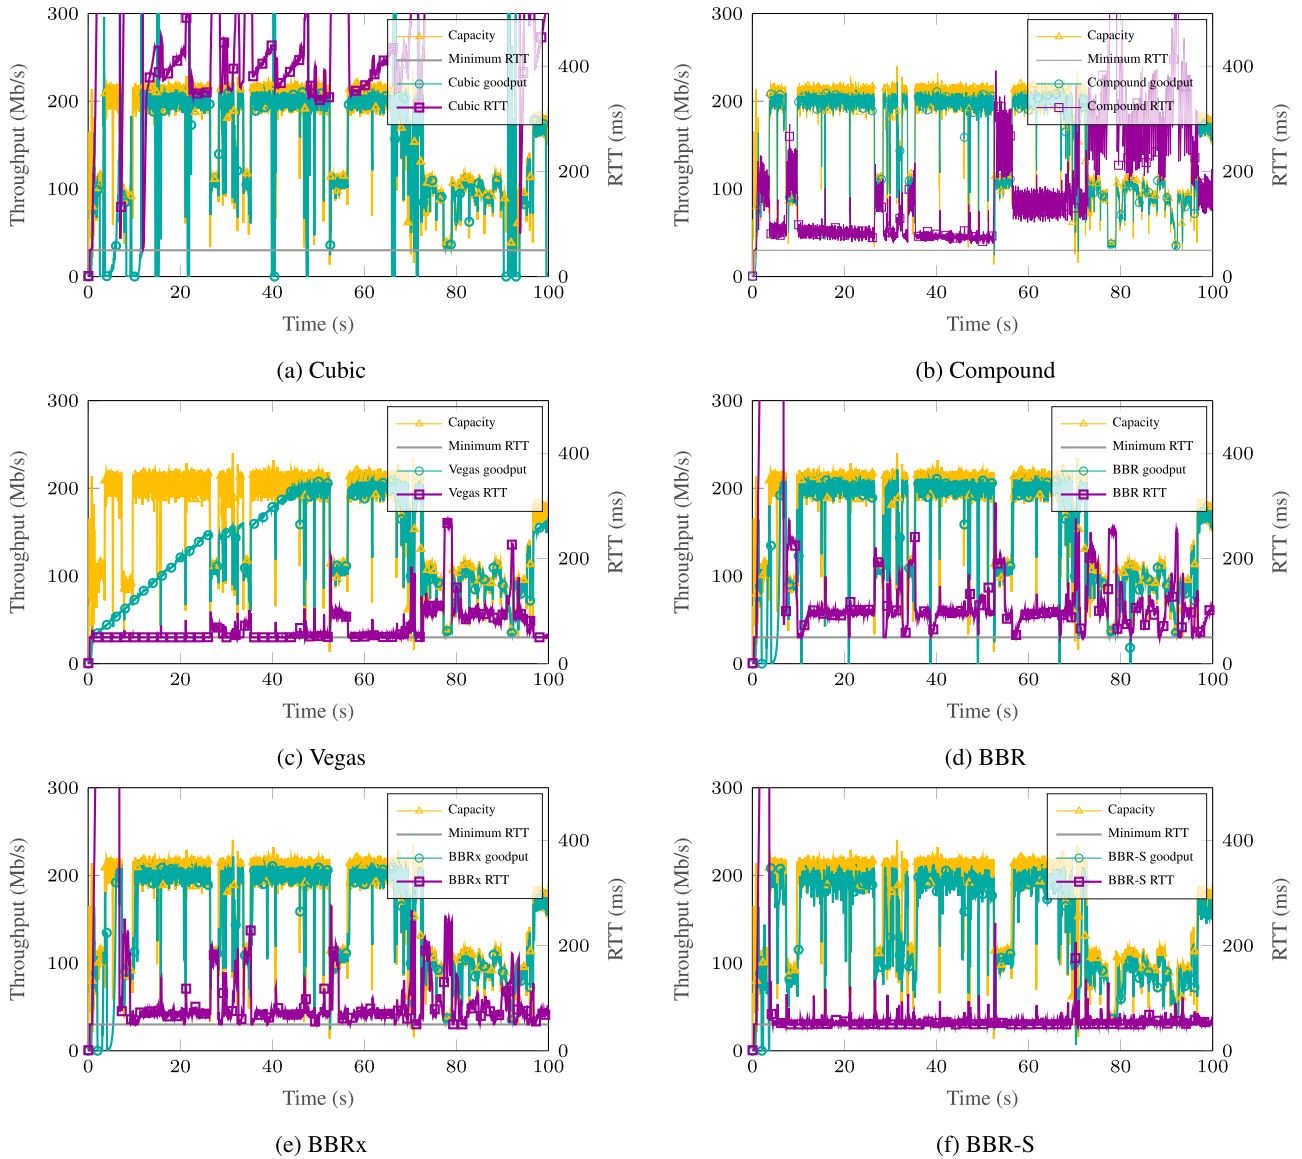 300
200
100
0
Throughput (Mb/s)
400
200
0
RTT (ms)
Capacity
Minimum RTT
Cubic goodput
Cubic RTT
0 20 40 60 80 100
Time (s)
(a) Cubic
300
200
100
0
Throughput (Mb/s)
400
200
0
RTT (ms)
Capacity
Minimum RTT
Compound goodput
Compound RTT
0 20 40 60 80 100
Time (s)
(b) Compound
300
200
100
0
Throughput (Mb/s)
400
200
0
RTT (ms)
Capacity
Minimum RTT
Vegas goodput
Vegas RTT
0 20 40 60 80 100
Time (s)
(c) Vegas
300
200
100
0
Throughput (Mb/s)
400
200
0
RTT (ms)
Capacity
Minimum RTT
BBR goodput
BBR RTT
0 20 40 60 80 100
Time (s)
(d) BBR
300
200
100
0
Throughput (Mb/s)
400
200
0
RTT (ms)
Capacity
Minimum RTT
BBRx goodput
BBRx RTT
0 20 40 60 80 100
Time (s)
(e) BBRx
300
200
100
0
Throughput (Mb/s)
400
200
0
RTT (ms)
Capacity
Minimum RTT
BBR-S goodput
BBR-S RTT
0 20 40 60 80 100
Time (s)
(f) BBR-S